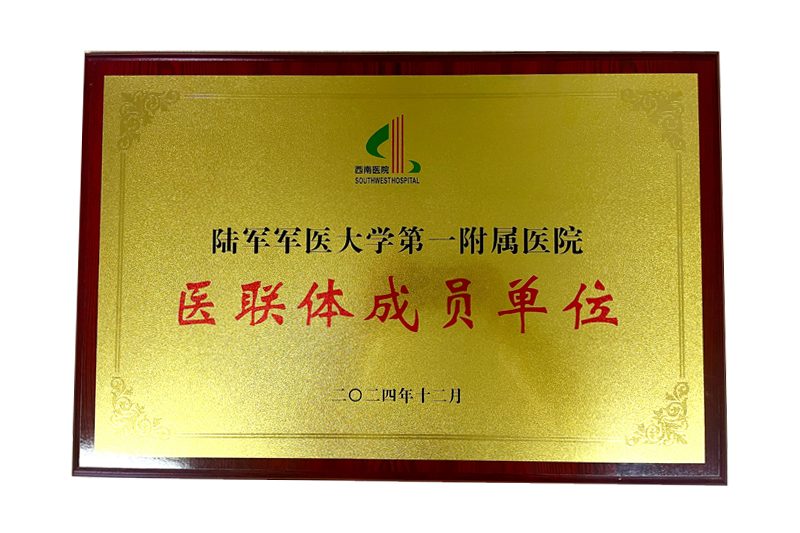 西南医院
SOUTHWEST HOSPITAL
陆军军医大学第一附属医院
医联体成员单位
二〇二四年十二月